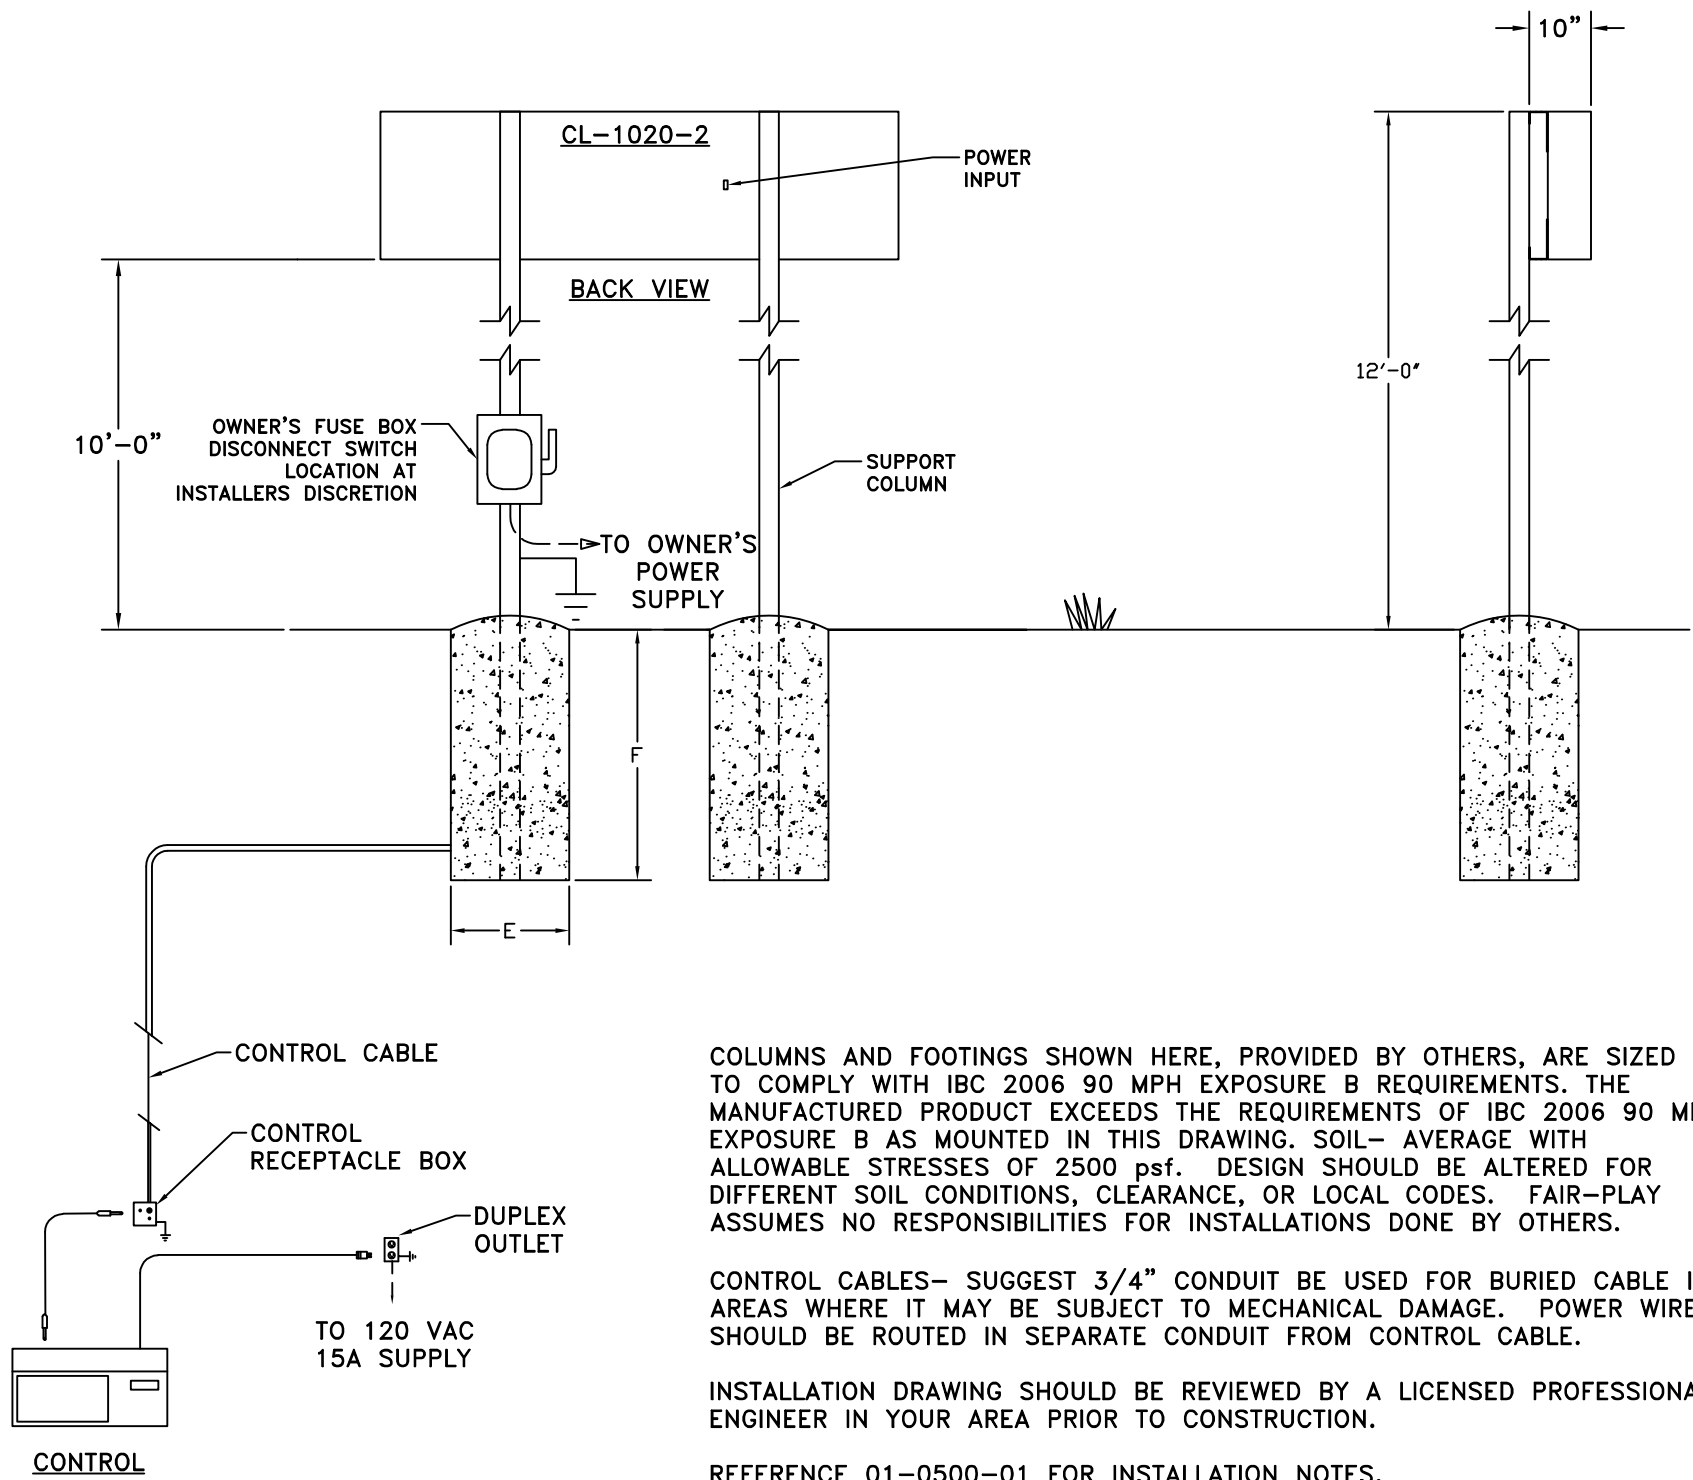 10”
CL-1020-2
POWER
INPUT
BACK VIEW
12'-0"
10'-0”
OWNER'S FUSE BOX
DISCONNECT SWITCH
LOCATION AT
INSTALLERS DISCRETION
SUPPORT
COLUMN
TO OWNER'S
POWER
SUPPLY
F
E
CONTROL CABLE
CONTROL
RECEPTACLE BOX
DUPLEX
OUTLET
TO 120 VAC
15A SUPPLY
CONTROL
COLUMNS AND FOOTINGS SHOWN HERE, PROVIDED BY OTHERS, ARE SIZED
TO COMPLY WITH IBC 2006 90 MPH EXPOSURE B REQUIREMENTS. THE
MANUFACTURED PRODUCT EXCEEDS THE REQUIREMENTS OF IBC 2006 90
EXPOSURE B AS MOUNTED IN THIS DRAWING. SOIL- AVERAGE WITH
ALLOWABLE STRESSES OF 2500 psf. DESIGN SHOULD BE ALTERED FOR
DIFFERENT SOIL CONDITIONS, CLEARANCE, OR LOCAL CODES. FAIR-PLAY
ASSUMES NO RESPONSIBILITIES FOR INSTALLATIONS DONE BY OTHERS.
CONTROL CABLES- SUGGEST 3/4” CONDUIT BE USED FOR BURIED CABLE
AREAS WHERE IT MAY BE SUBJECT TO MECHANICAL DAMAGE. POWER WIRE
SHOULD BE ROUTED IN SEPARATE CONDUIT FROM CONTROL CABLE.
INSTALLATION DRAWING SHOULD BE REVIEWED BY A LICENSED
ENGINEER IN YOUR AREA PRIOR TO CONSTRUCTION.
REFERENCE 01-0500-01 FOR INSTALLATION NOTES.